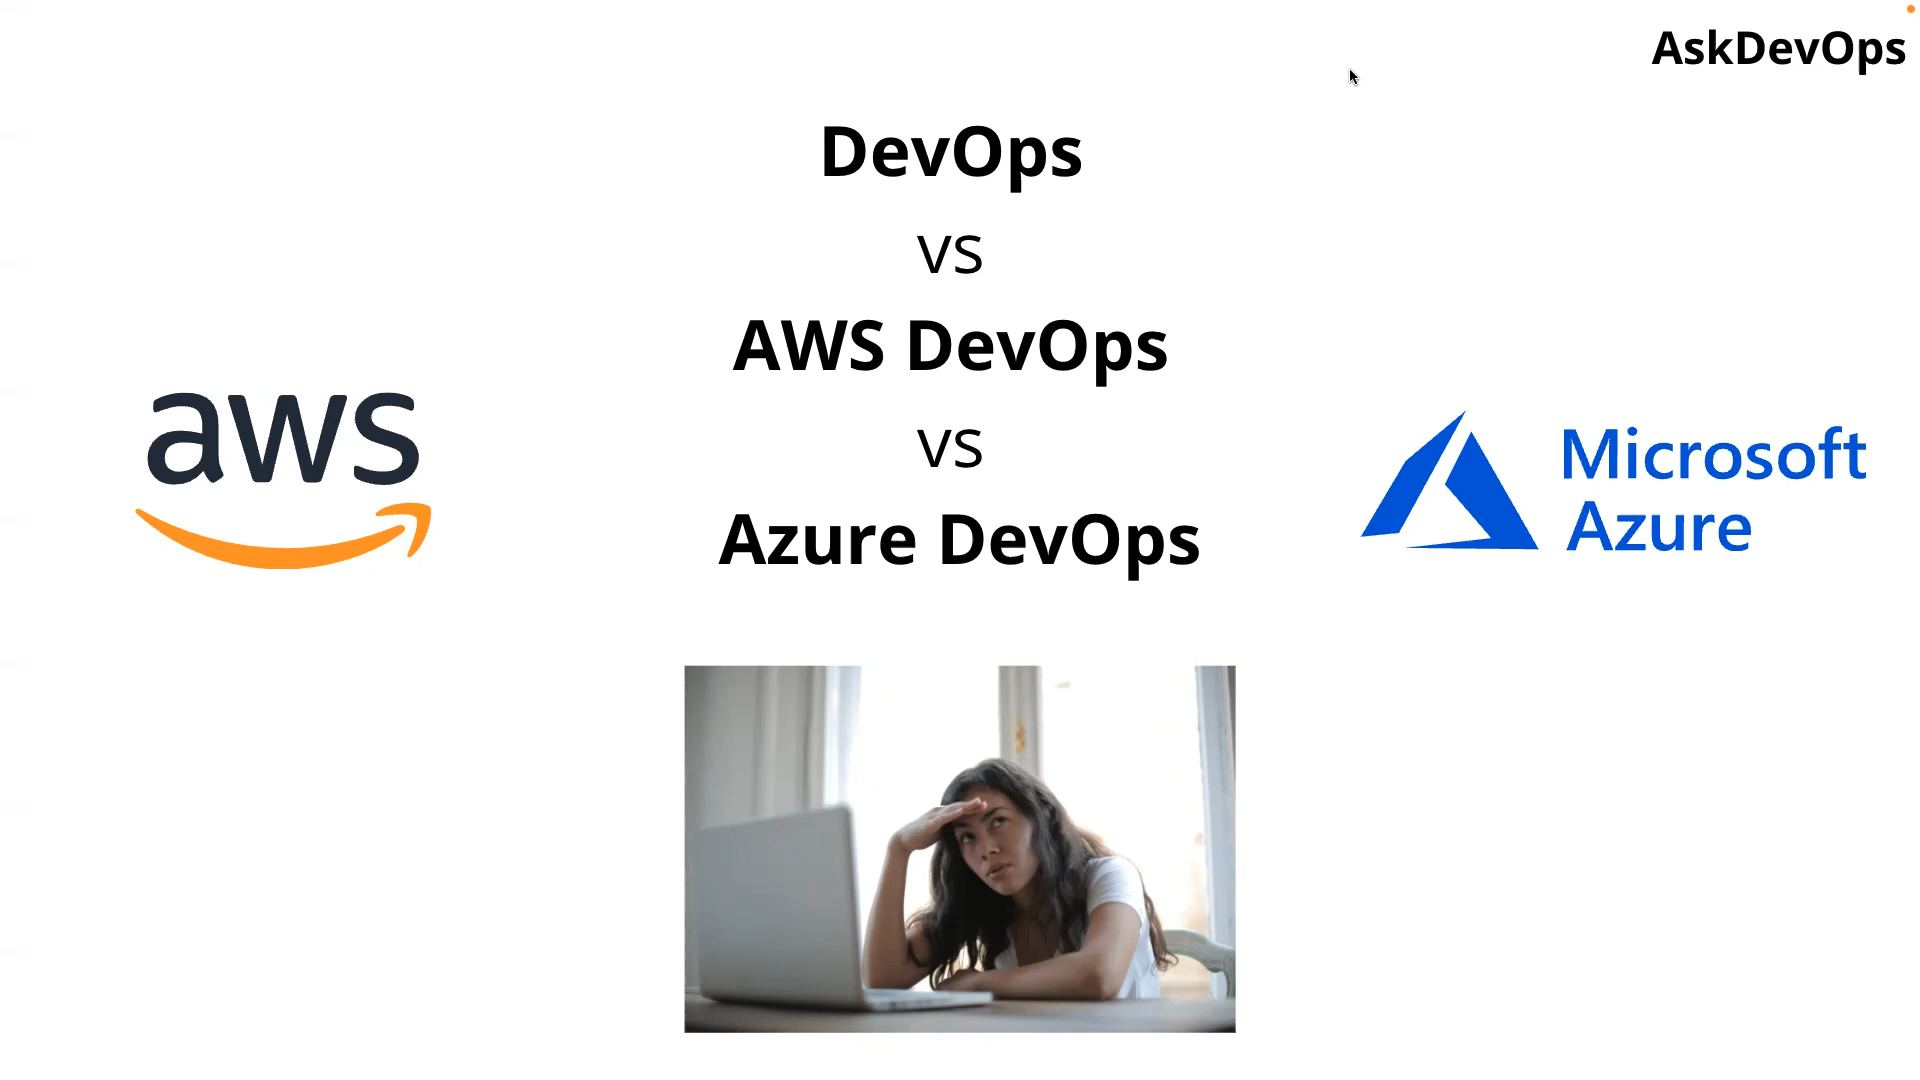 AskDevOps
DevOps
vs
AWS DevOps
vs
Azure DevOps
aws
Microsoft
Azure